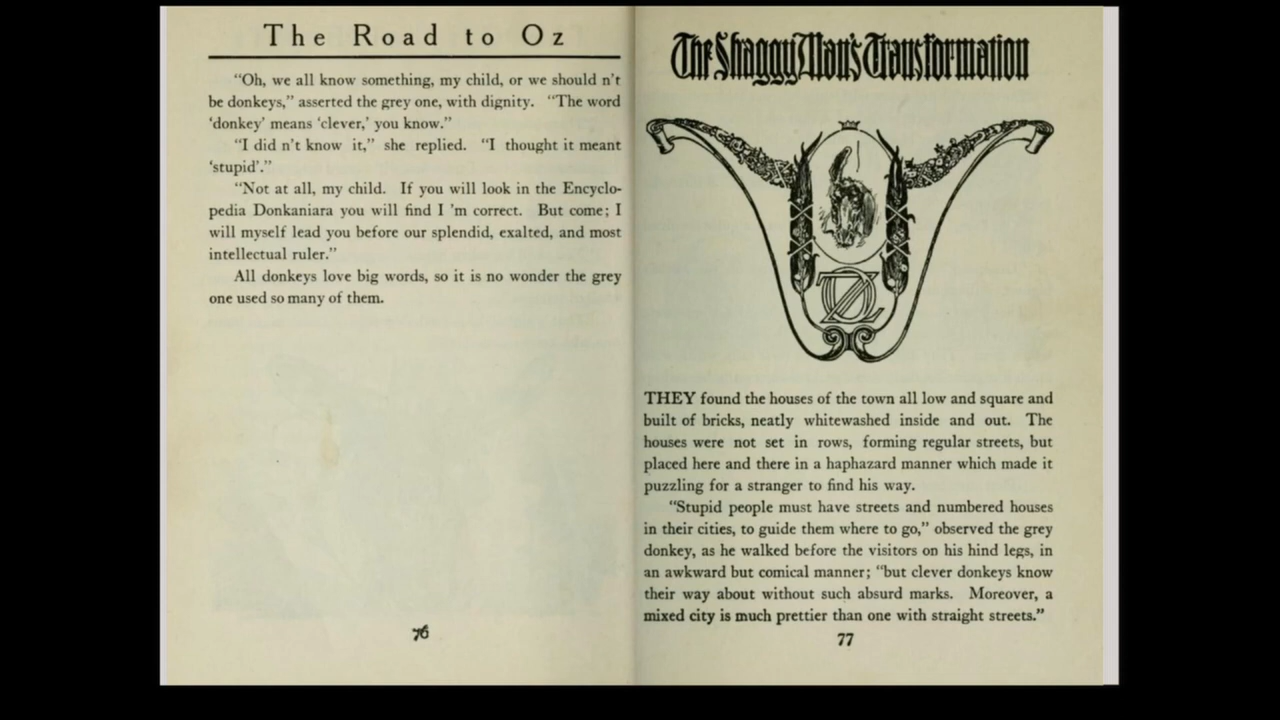 The Road to Oz
“Oh, we all know something, my child, or we should n’t
be donkeys,” asserted the grey one, with dignity. “The word
‘donkey’ means ‘clever,’ you know.”
“I did n’t know it,” she replied. “I thought it meant
‘stupid’.”
“Not at all, my child. If you will look in the Encyclo-
pedia Donkaniara you will find I ’m correct. But come; I
will myself lead you before our splendid, exalted, and most
intellectual ruler.”
All donkeys love big words, so it is no wonder the grey
one used so many of them.
76
The Shaggy Man's Transformation
OZ
THEY found the houses of the town all low and square and
built of bricks, neatly whitewashed inside and out. The
houses were not set in rows, forming regular streets, but
placed here and there in a haphazard manner which made it
puzzling for a stranger to find his way.
“Stupid people must have streets and numbered houses
in their cities, to guide them where to go,” observed the grey
donkey, as he walked before the visitors on his hind legs, in
an awkward but comical manner; “but clever donkeys know
their way about without such absurd marks. Moreover, a
mixed city is much prettier than one with straight streets.”
77